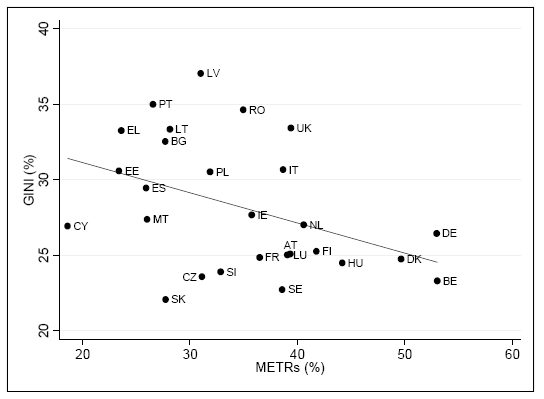 40
35
30
25
20
GINI (%)
LV
PT
RO
EL
LT
UK
BG
EE
PL
IT
ES
MT
IE
CY
NL
DE
AT
FR
LU
FI
HU
DK
CZ
SI
SE
BE
SK
20
30
40
50
60
METRs (%)